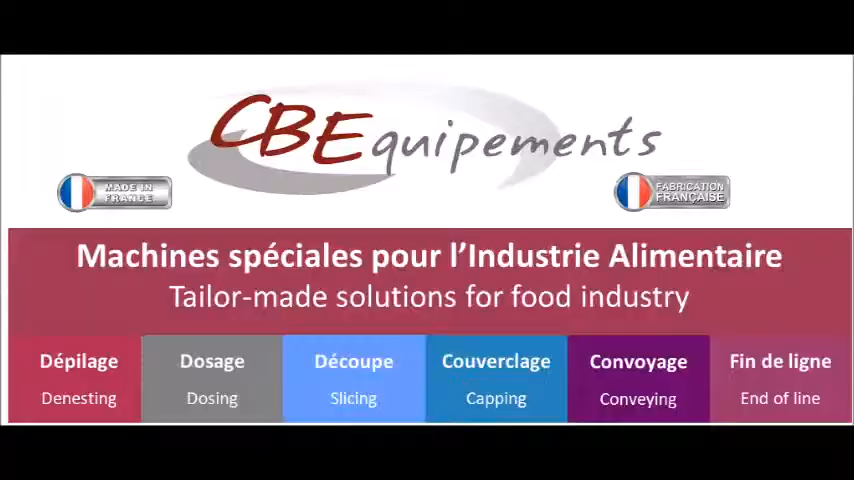 CBEquipements
MADE IN
FRANCE
FABRICATION
FRANÇAISE
Machines spéciales pour l’Industrie Alimentaire
Tailor-made solutions for food industry
Dépilage Dosage Découpe Couverclage Convoyage Fin de ligne
Denesting Dosing Slicing Capping Conveying End of line